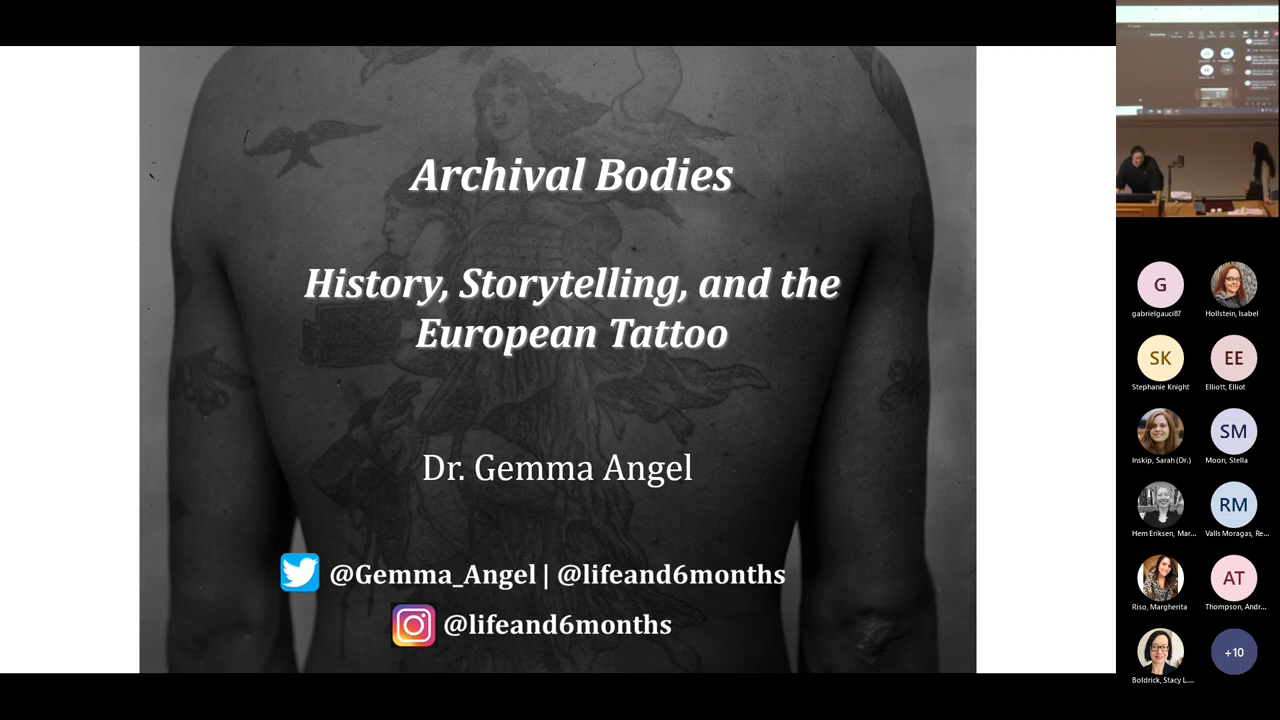 Archival Bodies
History, Storytelling, and the
European Tattoo
Dr. Gemma Angel
@Gemma_Angel | @lifeand6months
@lifeand6months
G
gabrielgauci87
Hollstein, Isabel
SK
Stephanie Knight
EE
Elliott, Elliot
Inskip, Sarah (Dr.)
SM
Moon, Stella
Hem Eriksen, Mar...
RM
Valls Moragas, Re...
Riso, Margherita
AT
Thompson, Andr...
Boldrick, Stacy L....
+10